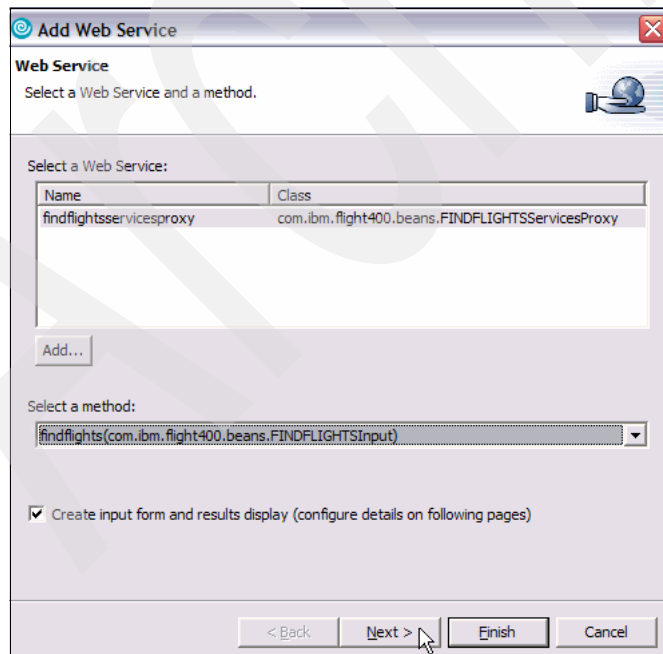 Add Web Service
Web Service
Select a Web Service and a method.
Select a Web Service:
Name Class
findflightsservicesproxy com.ibm.flight400.beans.FINDFLIGHTSServicesProxy
Add...
Select a method:
findflights(com.ibm.flight400.beans.FINDFLIGHTSInput)
Create input form and results display (configure details on following pages)
< Back Next > Finish Cancel